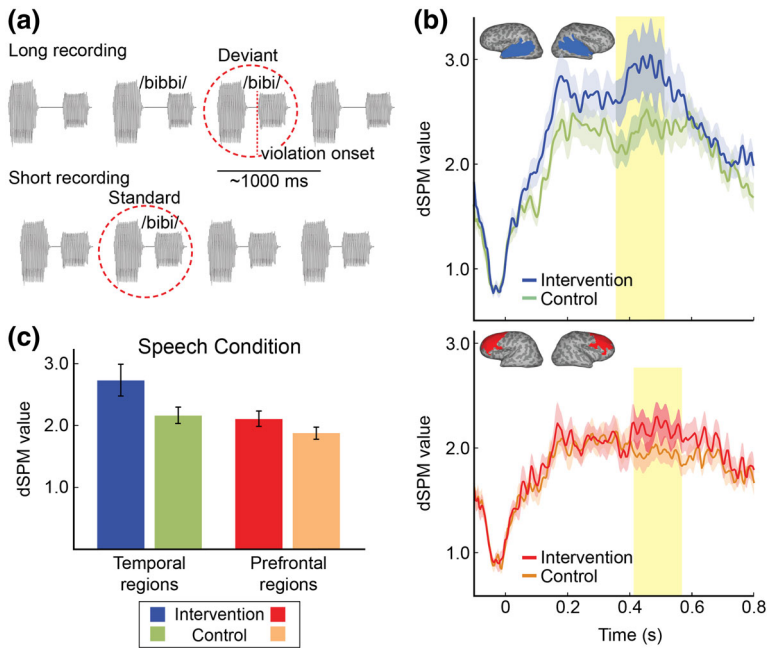 (a)
Long recording
Deviant
/bibbi/
/bibi/
violation onset
~1000 ms
Short recording
Standard
/bibi/
(b)
3.0
2.0
1.0
dSPM value
Intervention
Control
3.0
2.0
1.0
dSPM value
Intervention
Control
0 0.2 0.4 0.6 0.8
Time (s)
(c)
Speech Condition
3.0
2.0
1.0
dSPM value
Temporal regions
Prefrontal regions
Intervention
Control